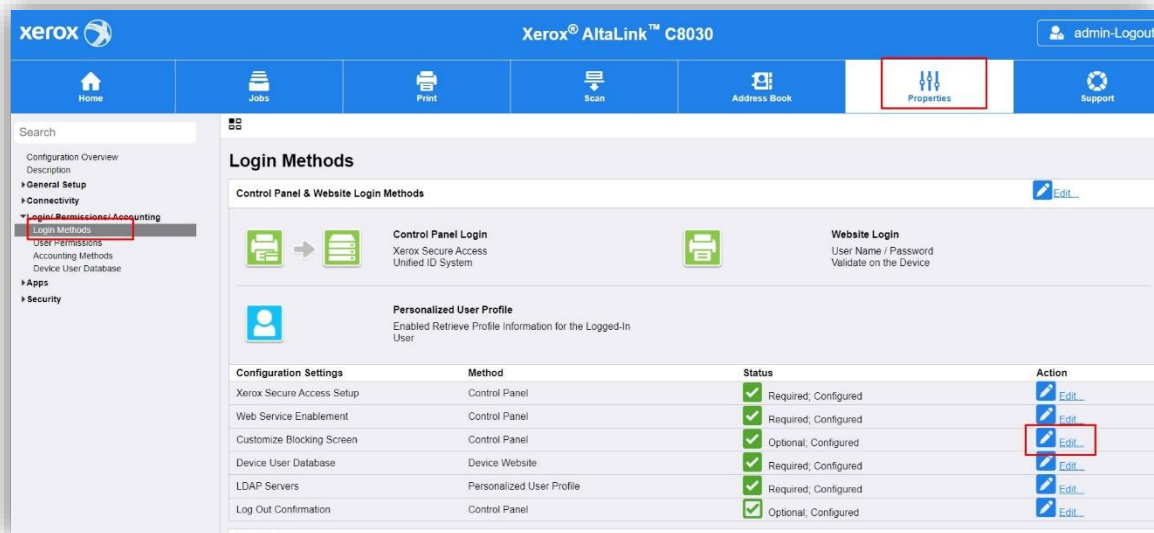 xerox
Xerox® AltaLink™ C8030
admin-Logout
Home
Jobs
Print
Scan
Address Book
Properties
Support
Search
Configuration Overview
Description
General Setup
Connectivity
Login/ Permissions/ Accounting
Login Methods
User Permissions
Accounting Methods
Device User Database
Apps
Security
Login Methods
Control Panel & Website Login Methods
Edit...
Control Panel Login
Xerox Secure Access
Unified ID System
Website Login
User Name / Password
Validate on the Device
Personalized User Profile
Enabled Retrieve Profile Information for the Logged-In
User
Configuration Settings Method Status Action
Xerox Secure Access Setup Control Panel Required; Configured Edit...
Web Service Enablement Control Panel Required; Configured Edit...
Customize Blocking Screen Control Panel Optional; Configured Edit...
Device User Database Device Website Required; Configured Edit...
LDAP Servers Personalized User Profile Required; Configured Edit...
Log Out Confirmation Control Panel Optional; Configured Edit...